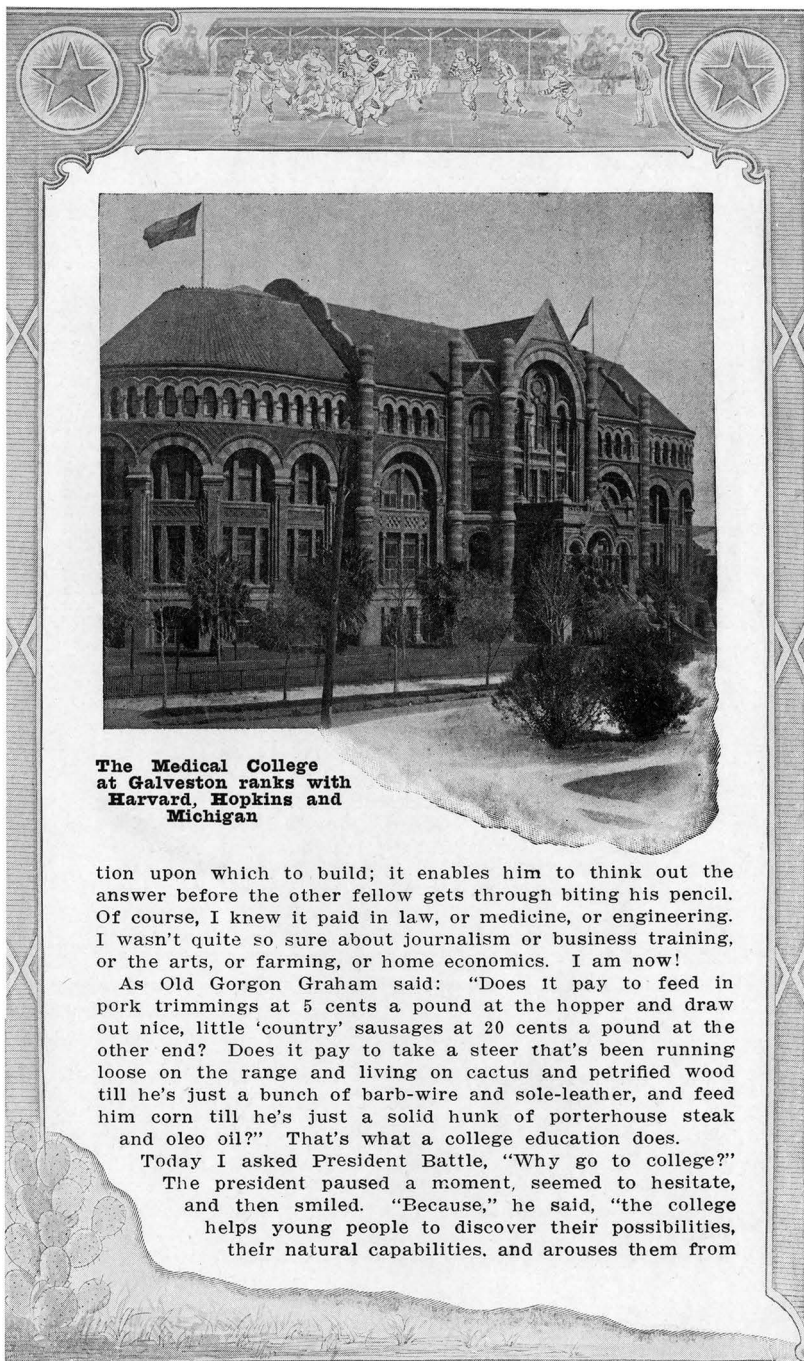 The Medical College
at Galveston ranks with
Harvard, Hopkins and
Michigan
tion upon which to build; it enables him to think out the
answer before the other fellow gets through biting his pencil.
Of course, I knew it paid in law, or medicine, or engineering.
I wasn't quite so sure about journalism or business training,
or the arts, or farming, or home economics. I am now!
As Old Gorgon Graham said: "Does it pay to feed in
pork trimmings at 5 cents a pound at the hopper and draw
out nice, little 'country' sausages at 20 cents a pound at the
other end? Does it pay to take a steer that's been running
loose on the range and living on cactus and petrified wood
till he's just a bunch of barb-wire and sole-leather, and feed
him corn till he's just a solid hunk of porterhouse steak
and oleo oil?" That's what a college education does.
Today I asked President Battle, "Why go to college?"
The president paused a moment, seemed to hesitate,
and then smiled. "Because," he said, "the college
helps young people to discover their possibilities,
their natural capabilities. and arouses them from